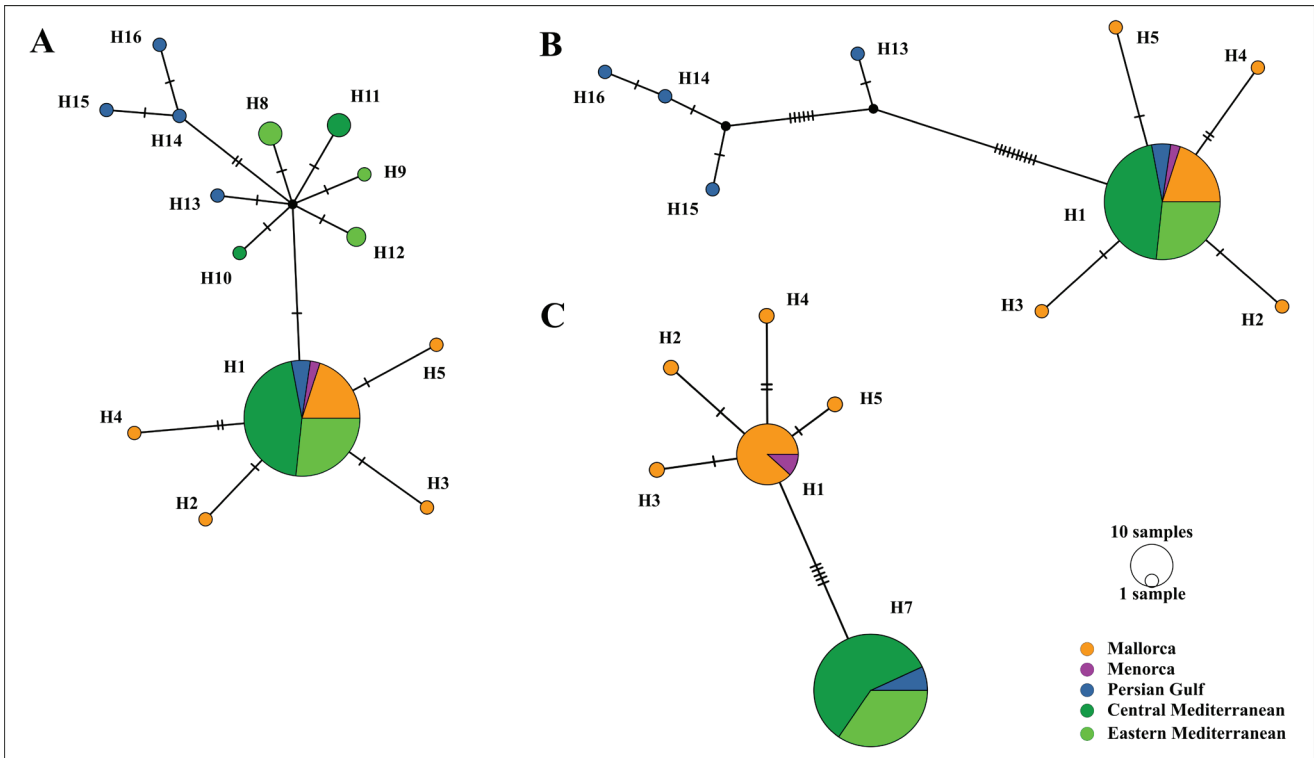 A
H16
H15
H14
H8
H11
H9
H13
H12
H10
H1
H5
H4
H2
H3
B
H16
H14
H13
H15
H5
H4
H1
H3
H2
C
H4
H2
H5
H3
H1
H7
10 samples
1 sample
Mallorca
Menorca
Persian Gulf
Central Mediterranean
Eastern Mediterranean